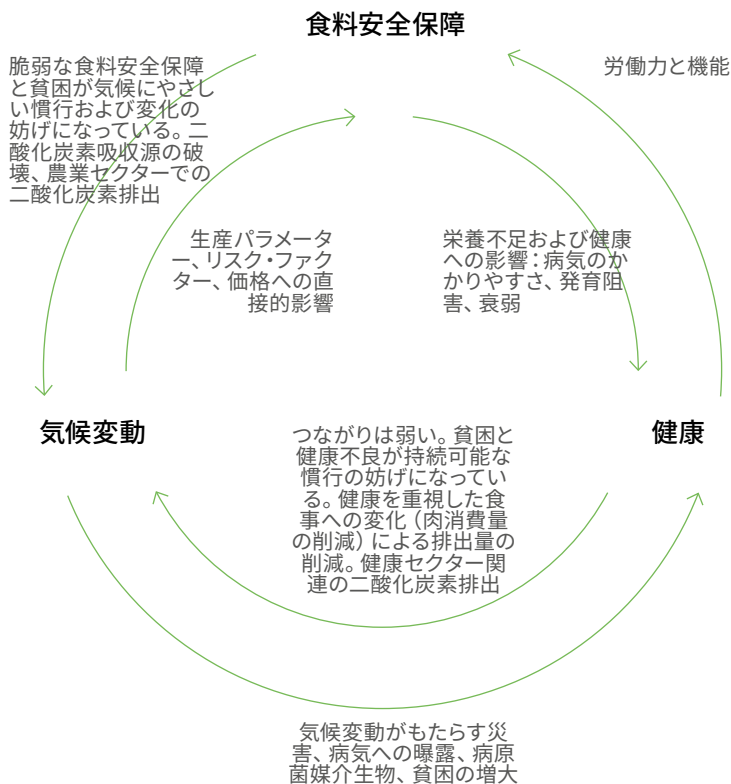 食料安全保障
脆弱な食料安全保障
と貧困が気候にやさし
い慣行および変化の
妨げになっている。二
酸化炭素吸収源の破
壊、農業セクターでの
二酸化炭素排出
労働力と機能
生産パラメータ
ー、リスク・ファク
ター、価格への直
接的影響
栄養不足および健康
への影響：病気のか
かりやすさ、発育阻
害、衰弱
気候変動
健康
つながりは弱い。貧困と
健康不良が持続可能な
慣行の妨げになってい
る。健康を重視した食
事への変化（肉消費量
の削減）による排出量の
削減。健康セクター関
連の二酸化炭素排出
気候変動がもたらす災
害、病気への曝露、病原
菌媒介生物、貧困の増大